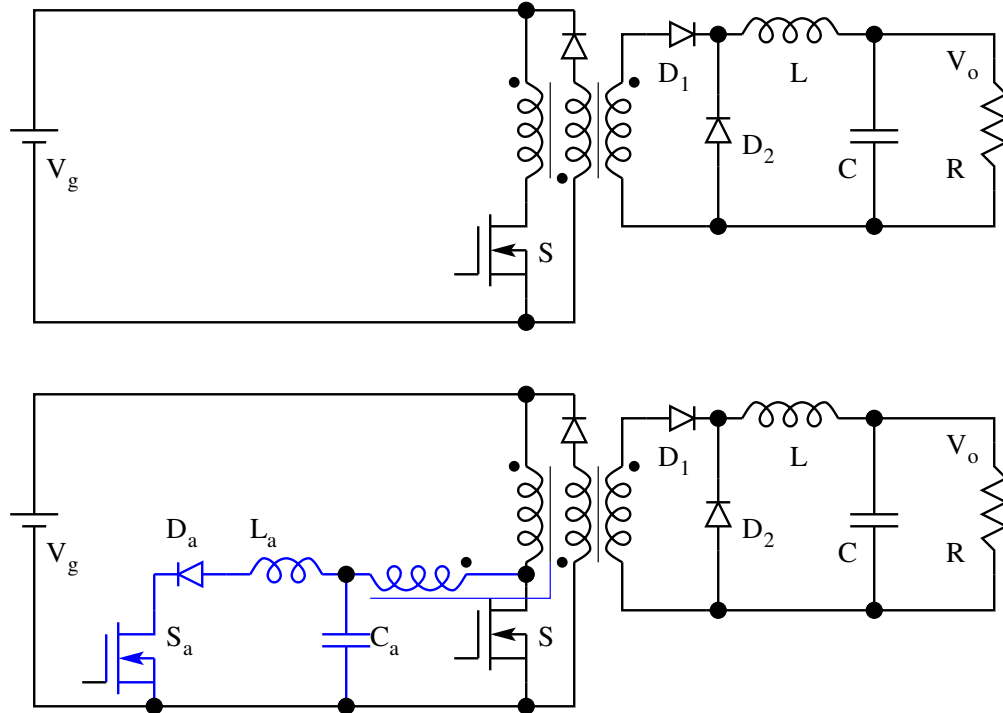 V_g
S
D_1
D_2
L
C
V_o
R
V_g
D_a
L_a
S_a
C_a
S
D_1
D_2
L
C
V_o
R